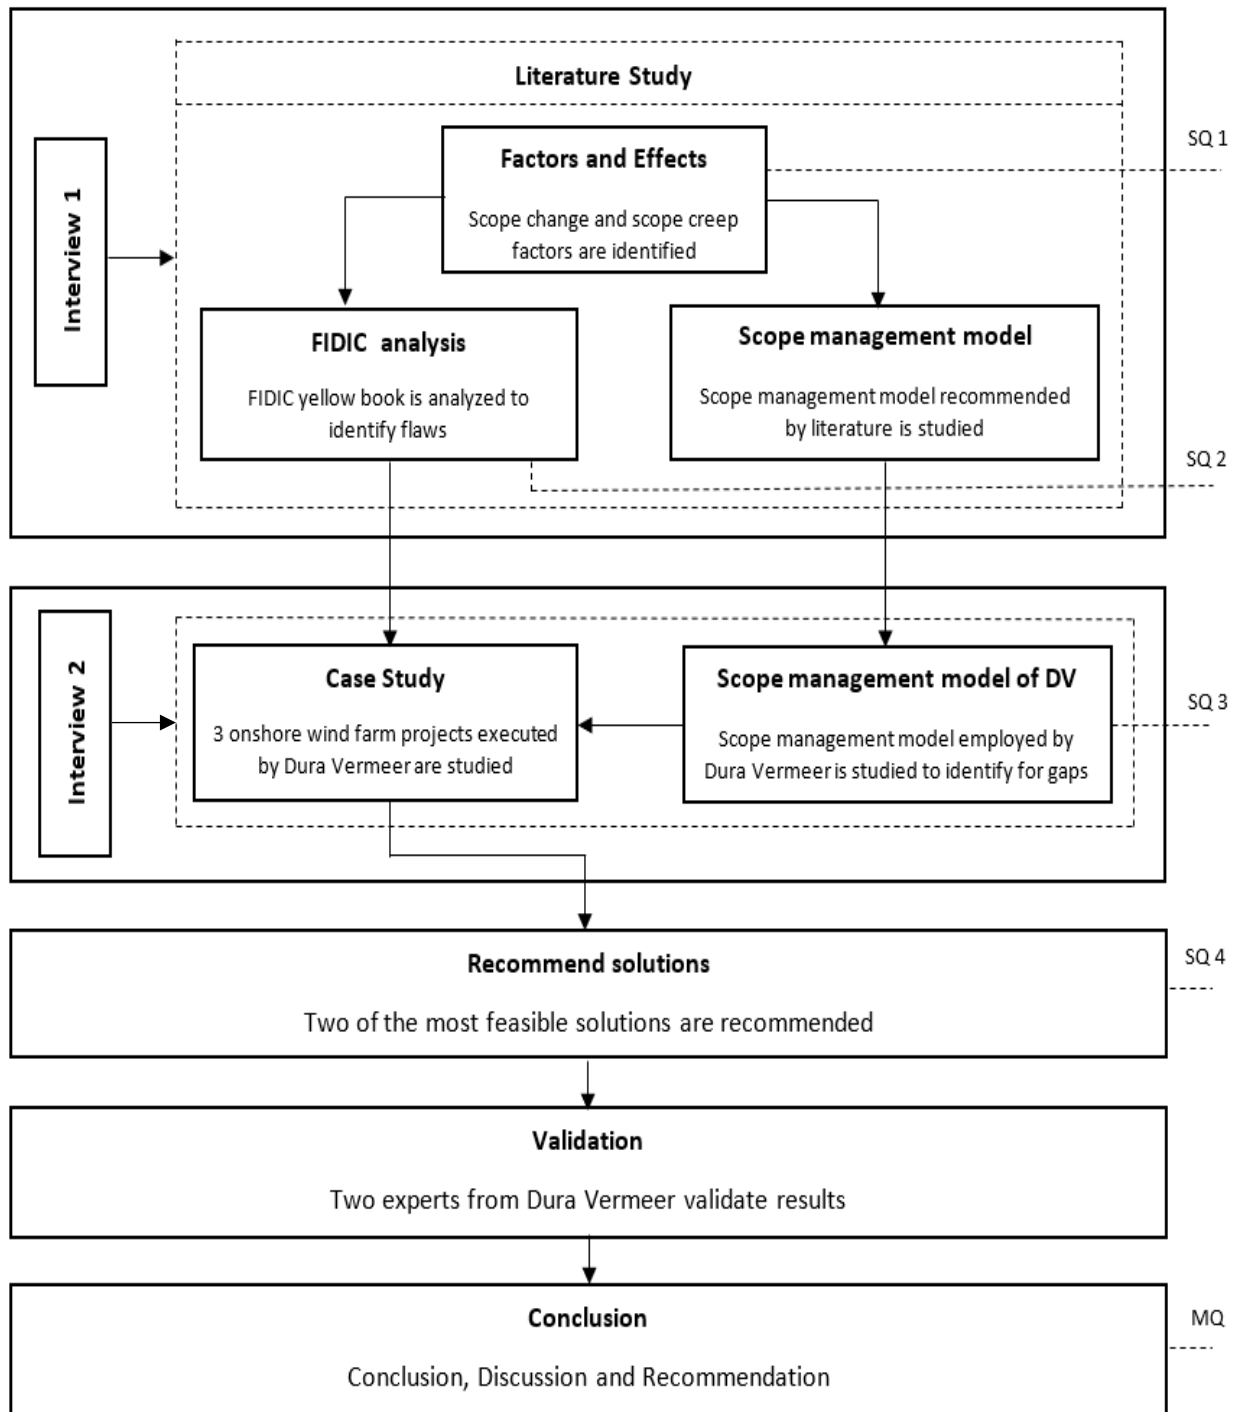 Literature Study
SQ 1
Interview 1
Factors and Effects
Scope change and scope creep
factors are identified
FIDIC analysis
FIDIC yellow book is analyzed to
identify flaws
Scope management model
Scope management model recommended
by literature is studied
SQ 2
Interview 2
Case Study
3 onshore wind farm projects executed
by Dura Vermeer are studied
Scope management model of DV
Scope management model employed by
Dura Vermeer is studied to identify for gaps
SQ 3
Recommend solutions
Two of the most feasible solutions are recommended
SQ 4
Validation
Two experts from Dura Vermeer validate results
Conclusion
Conclusion, Discussion and Recommendation
MQ